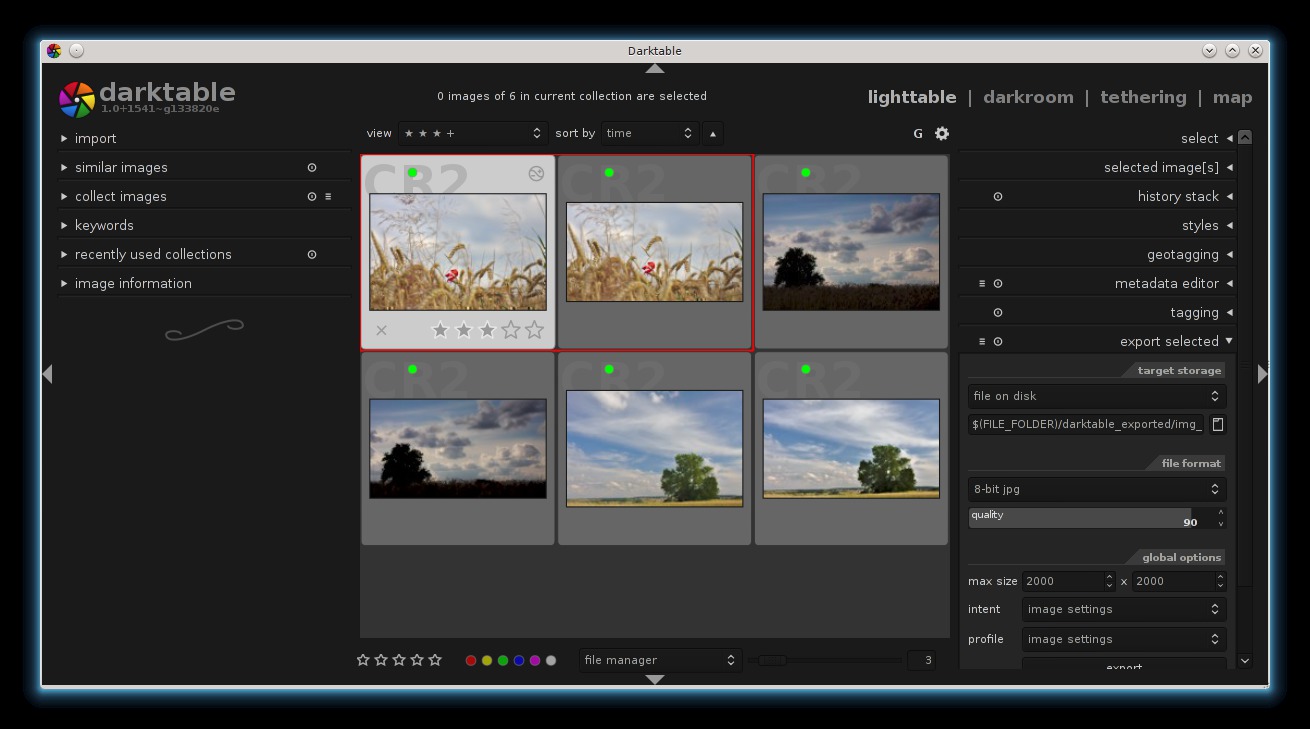 Darktable
darktable
1.0+1541~g133820e
0 images of 6 in current collection are selected
lighttable | darkroom | tethering | map
import
similar images
collect images
keywords
recently used collections
image information
view ★ ★ ★ + sort by time
G
CR2
CR2
CR2
CR2
CR2
CR2
file manager
3
select
selected image[s]
history stack
styles
geotagging
metadata editor
tagging
export selected
target storage
file on disk
$(FILE_FOLDER)/darktable_exported/img_
file format
8-bit jpg
quality
90
global options
max size 2000 x 2000
intent image settings
profile image settings
export